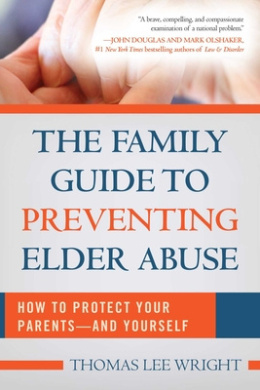 "A brave, compelling, and compassionate
examination of a national problem."
—JOHN DOUGLAS AND MARK OLSHAKER,
#1 New York Times bestselling authors of Law & Disorder
THE FAMILY
GUIDE TO
PREVENTING
ELDER ABUSE
HOW TO PROTECT YOUR
PARENTS—AND YOURSELF
THOMAS LEE WRIGHT